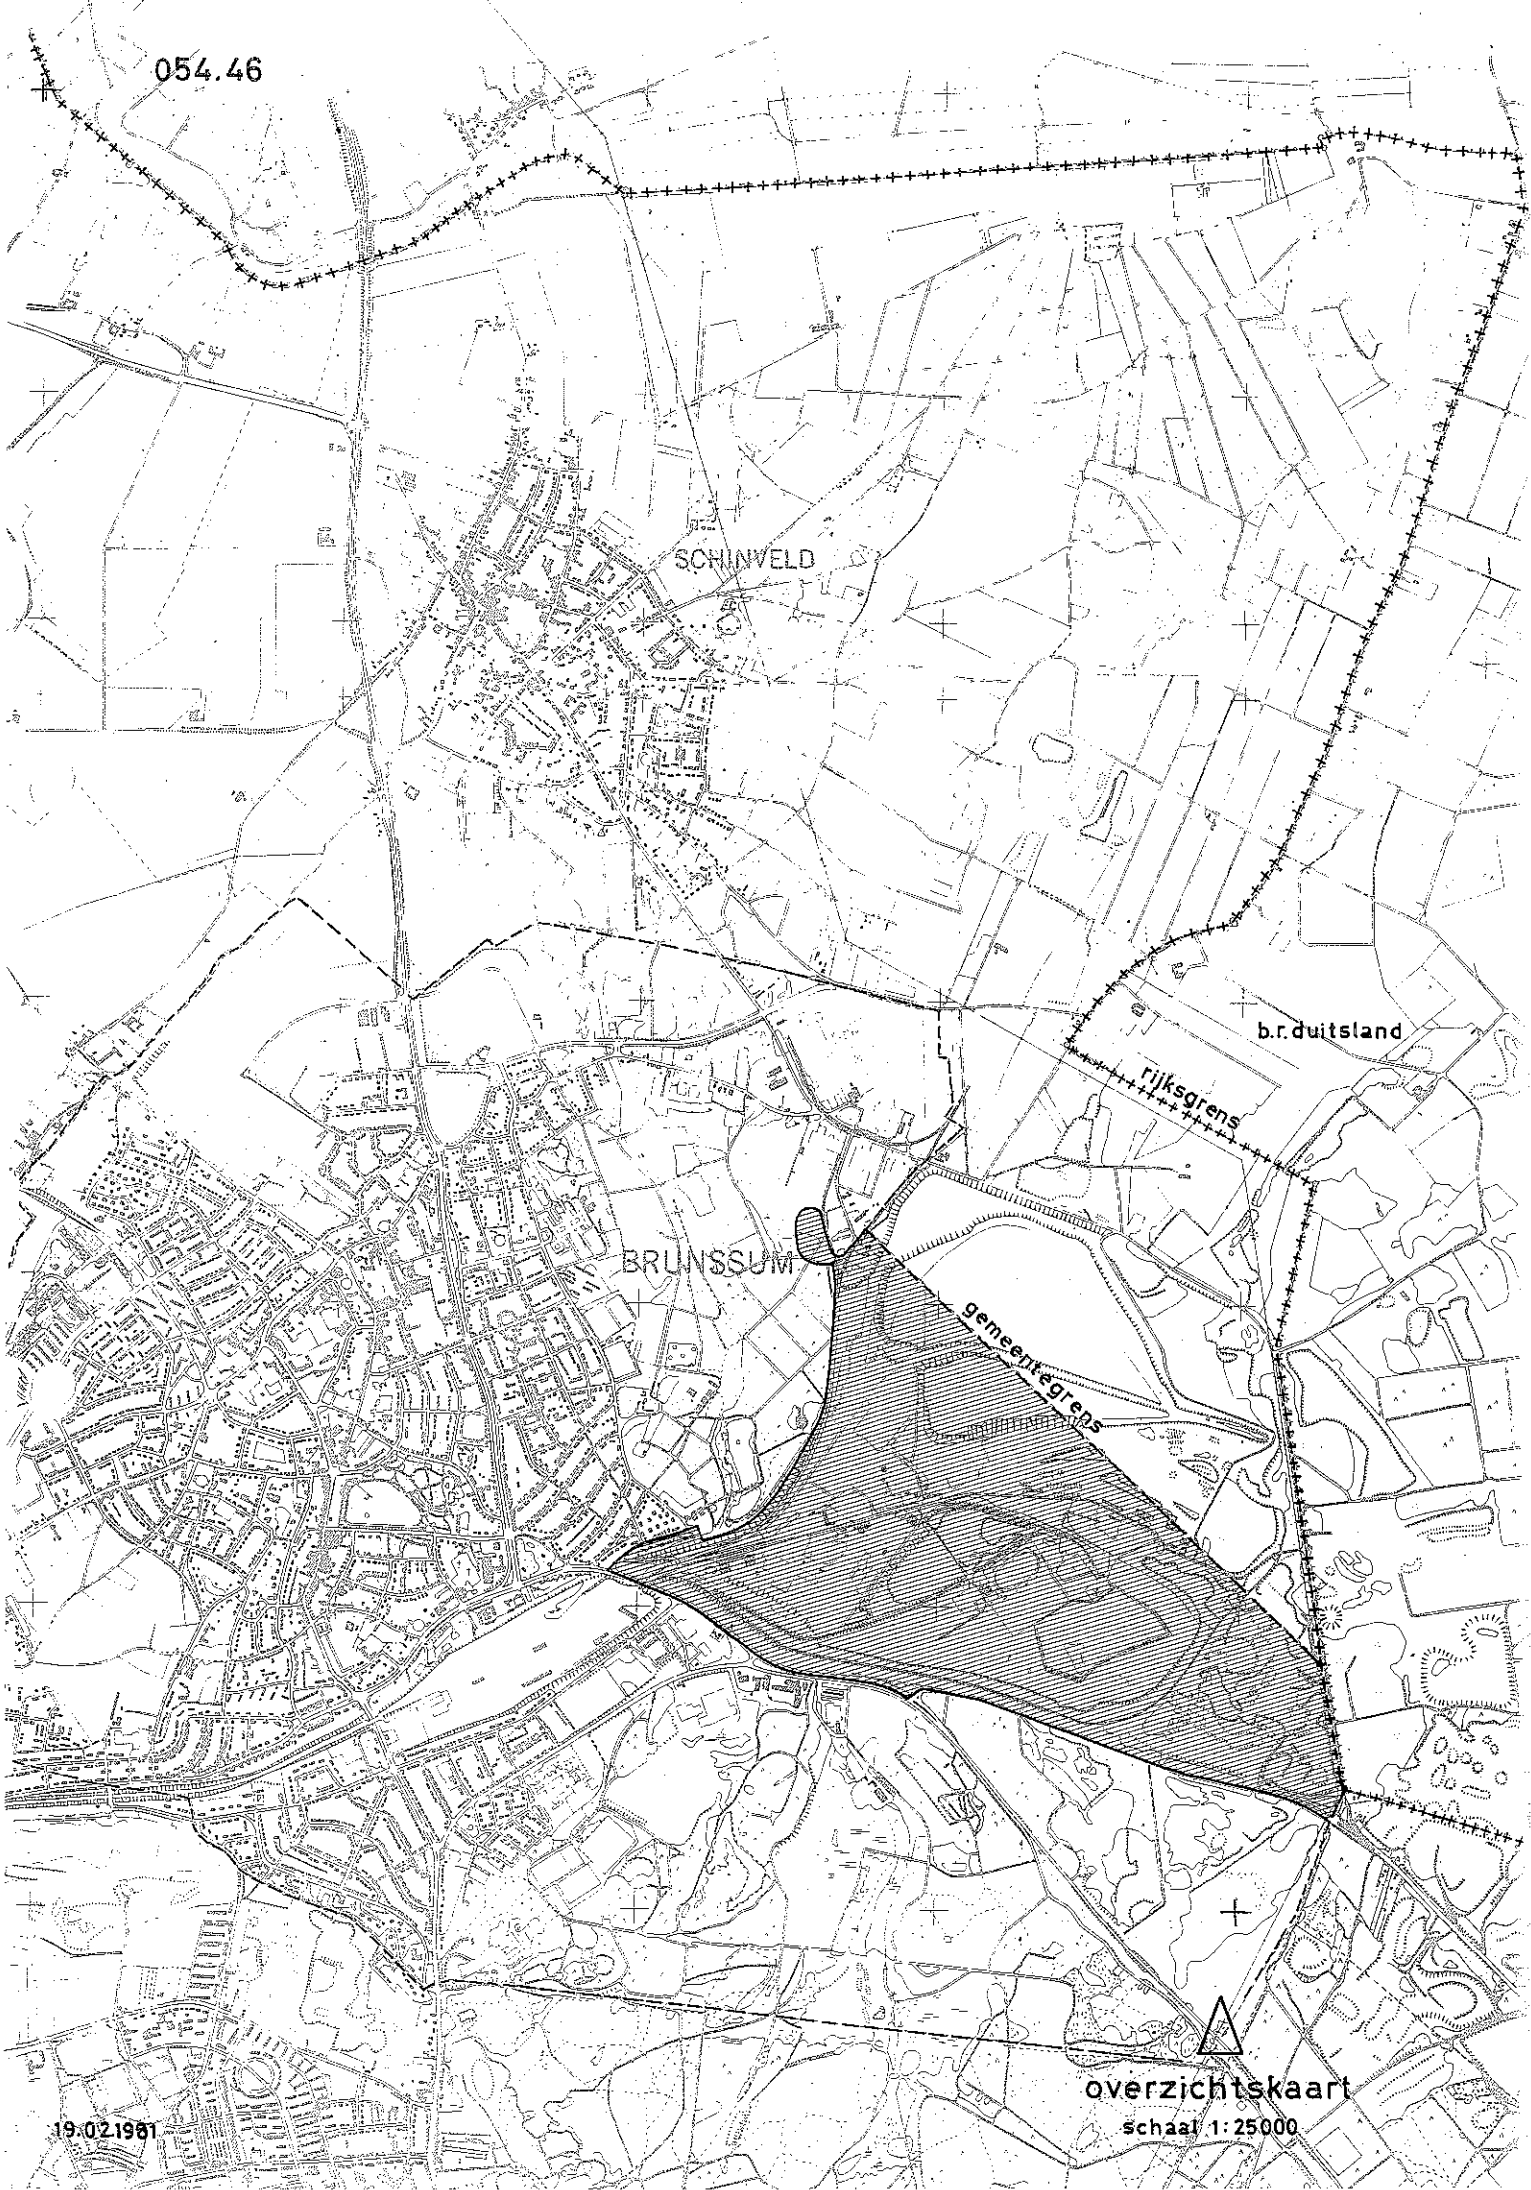 054.46
SCHINVELD
b.r. duitsland
rijksgrens
BRUNSSUM
gemeentegrens
overzichtskaart
schaal 1:25000
19.02.1981